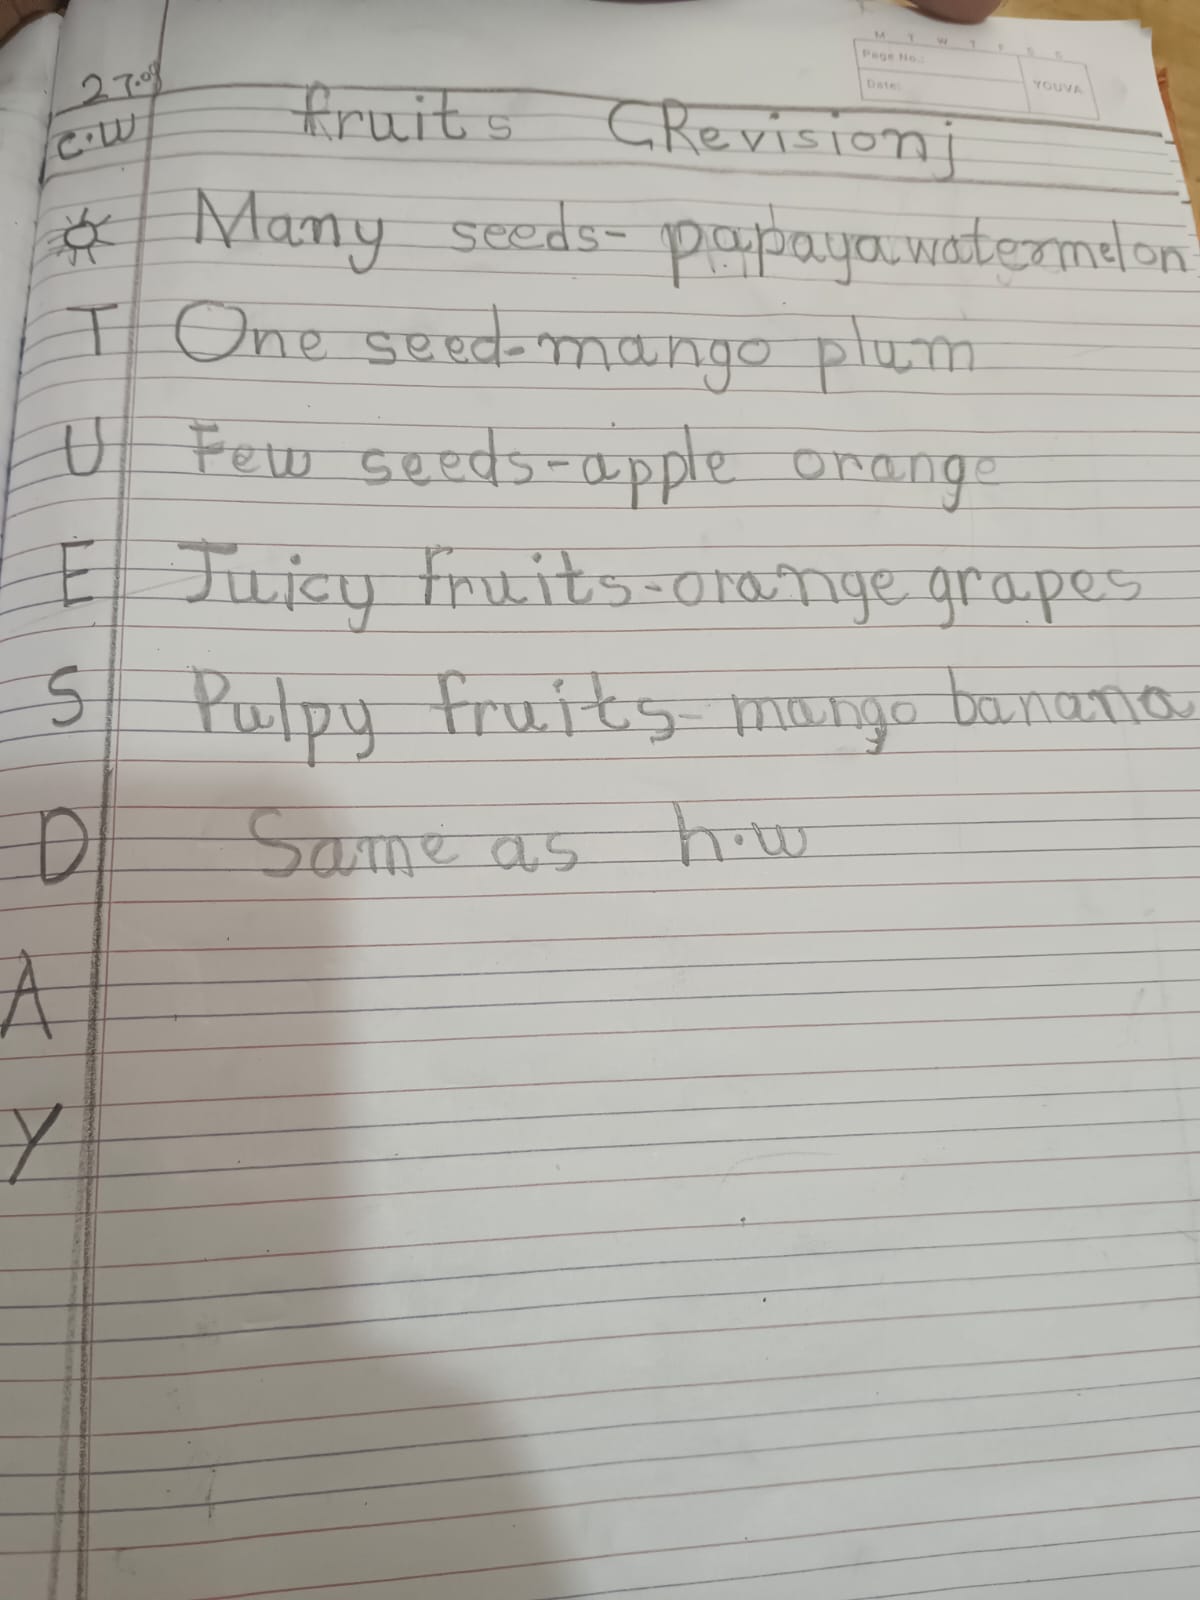 M T W T F S S
Page No.:
Date:
YOUVA
27.09
C.W
fruits (Revision)
Many seeds- papaya watermelon
T One seed-mango plum
U Few seeds-apple orange
E Juicy fruits-orange grapes
S Pulpy fruits- mango banana
D Same as h.w
A
Y